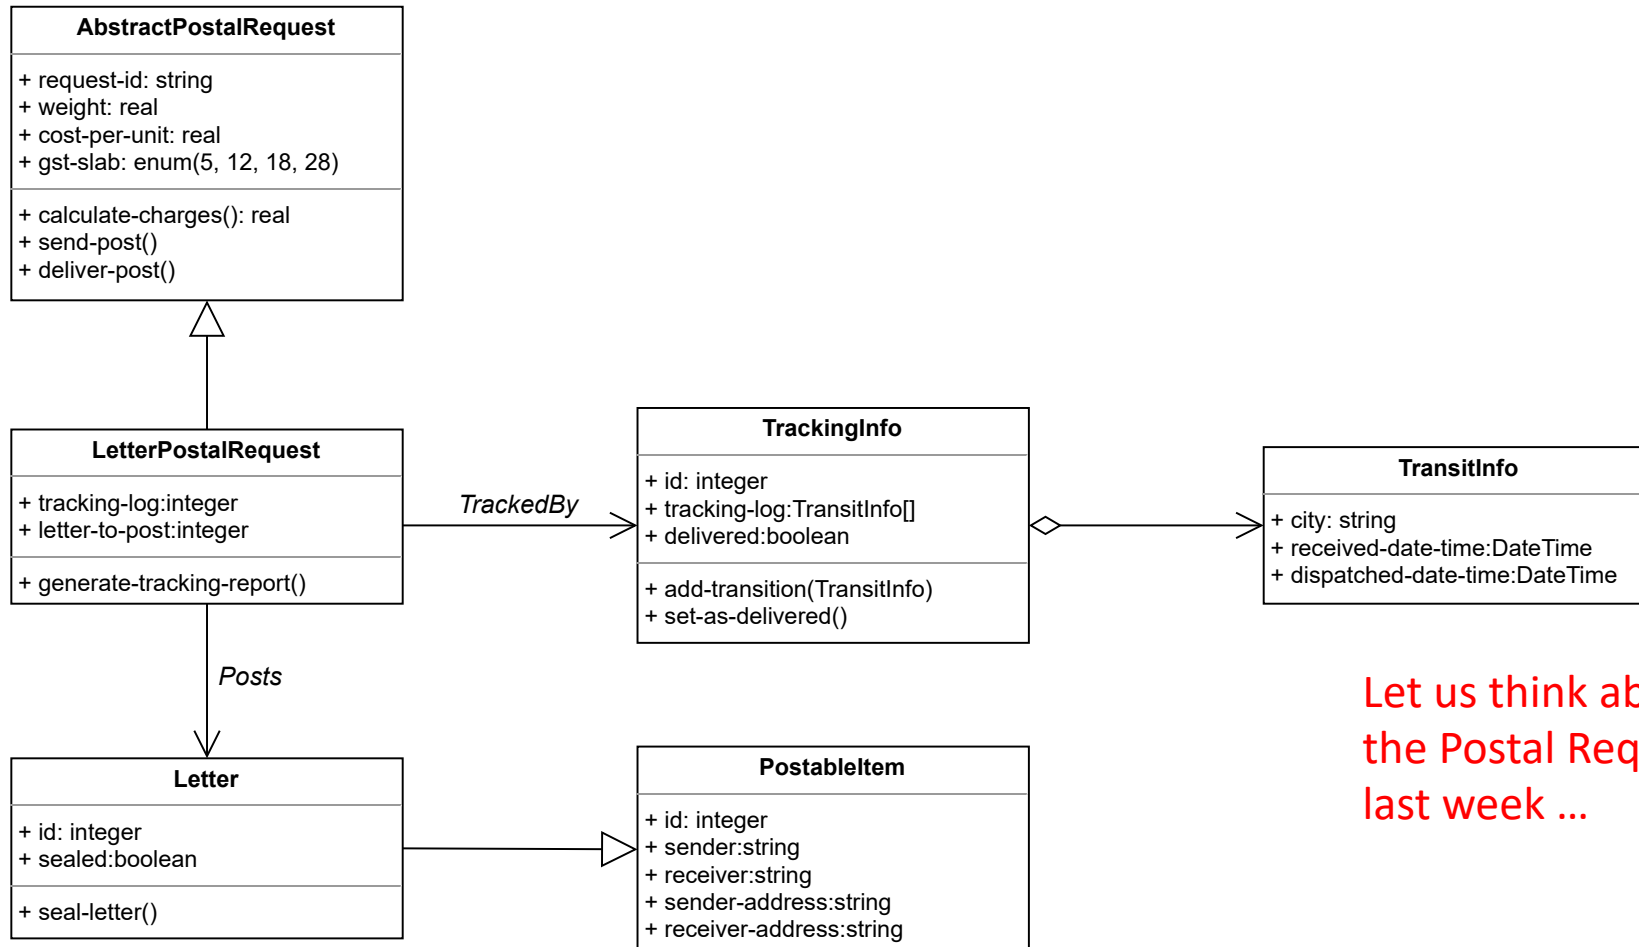 AbstractPostalRequest
+ request-id: string
+ weight: real
+ cost-per-unit: real
+ gst-slab: enum(5, 12, 18, 28)
+ calculate-charges(): real
+ send-post()
+ deliver-post()
LetterPostalRequest
+ tracking-log:integer
+ letter-to-post:integer
+ generate-tracking-report()
TrackedBy
TrackingInfo
+ id: integer
+ tracking-log:TransitInfo[]
+ delivered:boolean
+ add-transition(TransitInfo)
+ set-as-delivered()
TransitInfo
+ city: string
+ received-date-time:DateTime
+ dispatched-date-time:DateTime
Posts
Letter
+ id: integer
+ sealed:boolean
+ seal-letter()
PostableItem
+ id: integer
+ sender:string
+ receiver:string
+ sender-address:string
+ receiver-address:string
Let us think
the Postal
last week ...